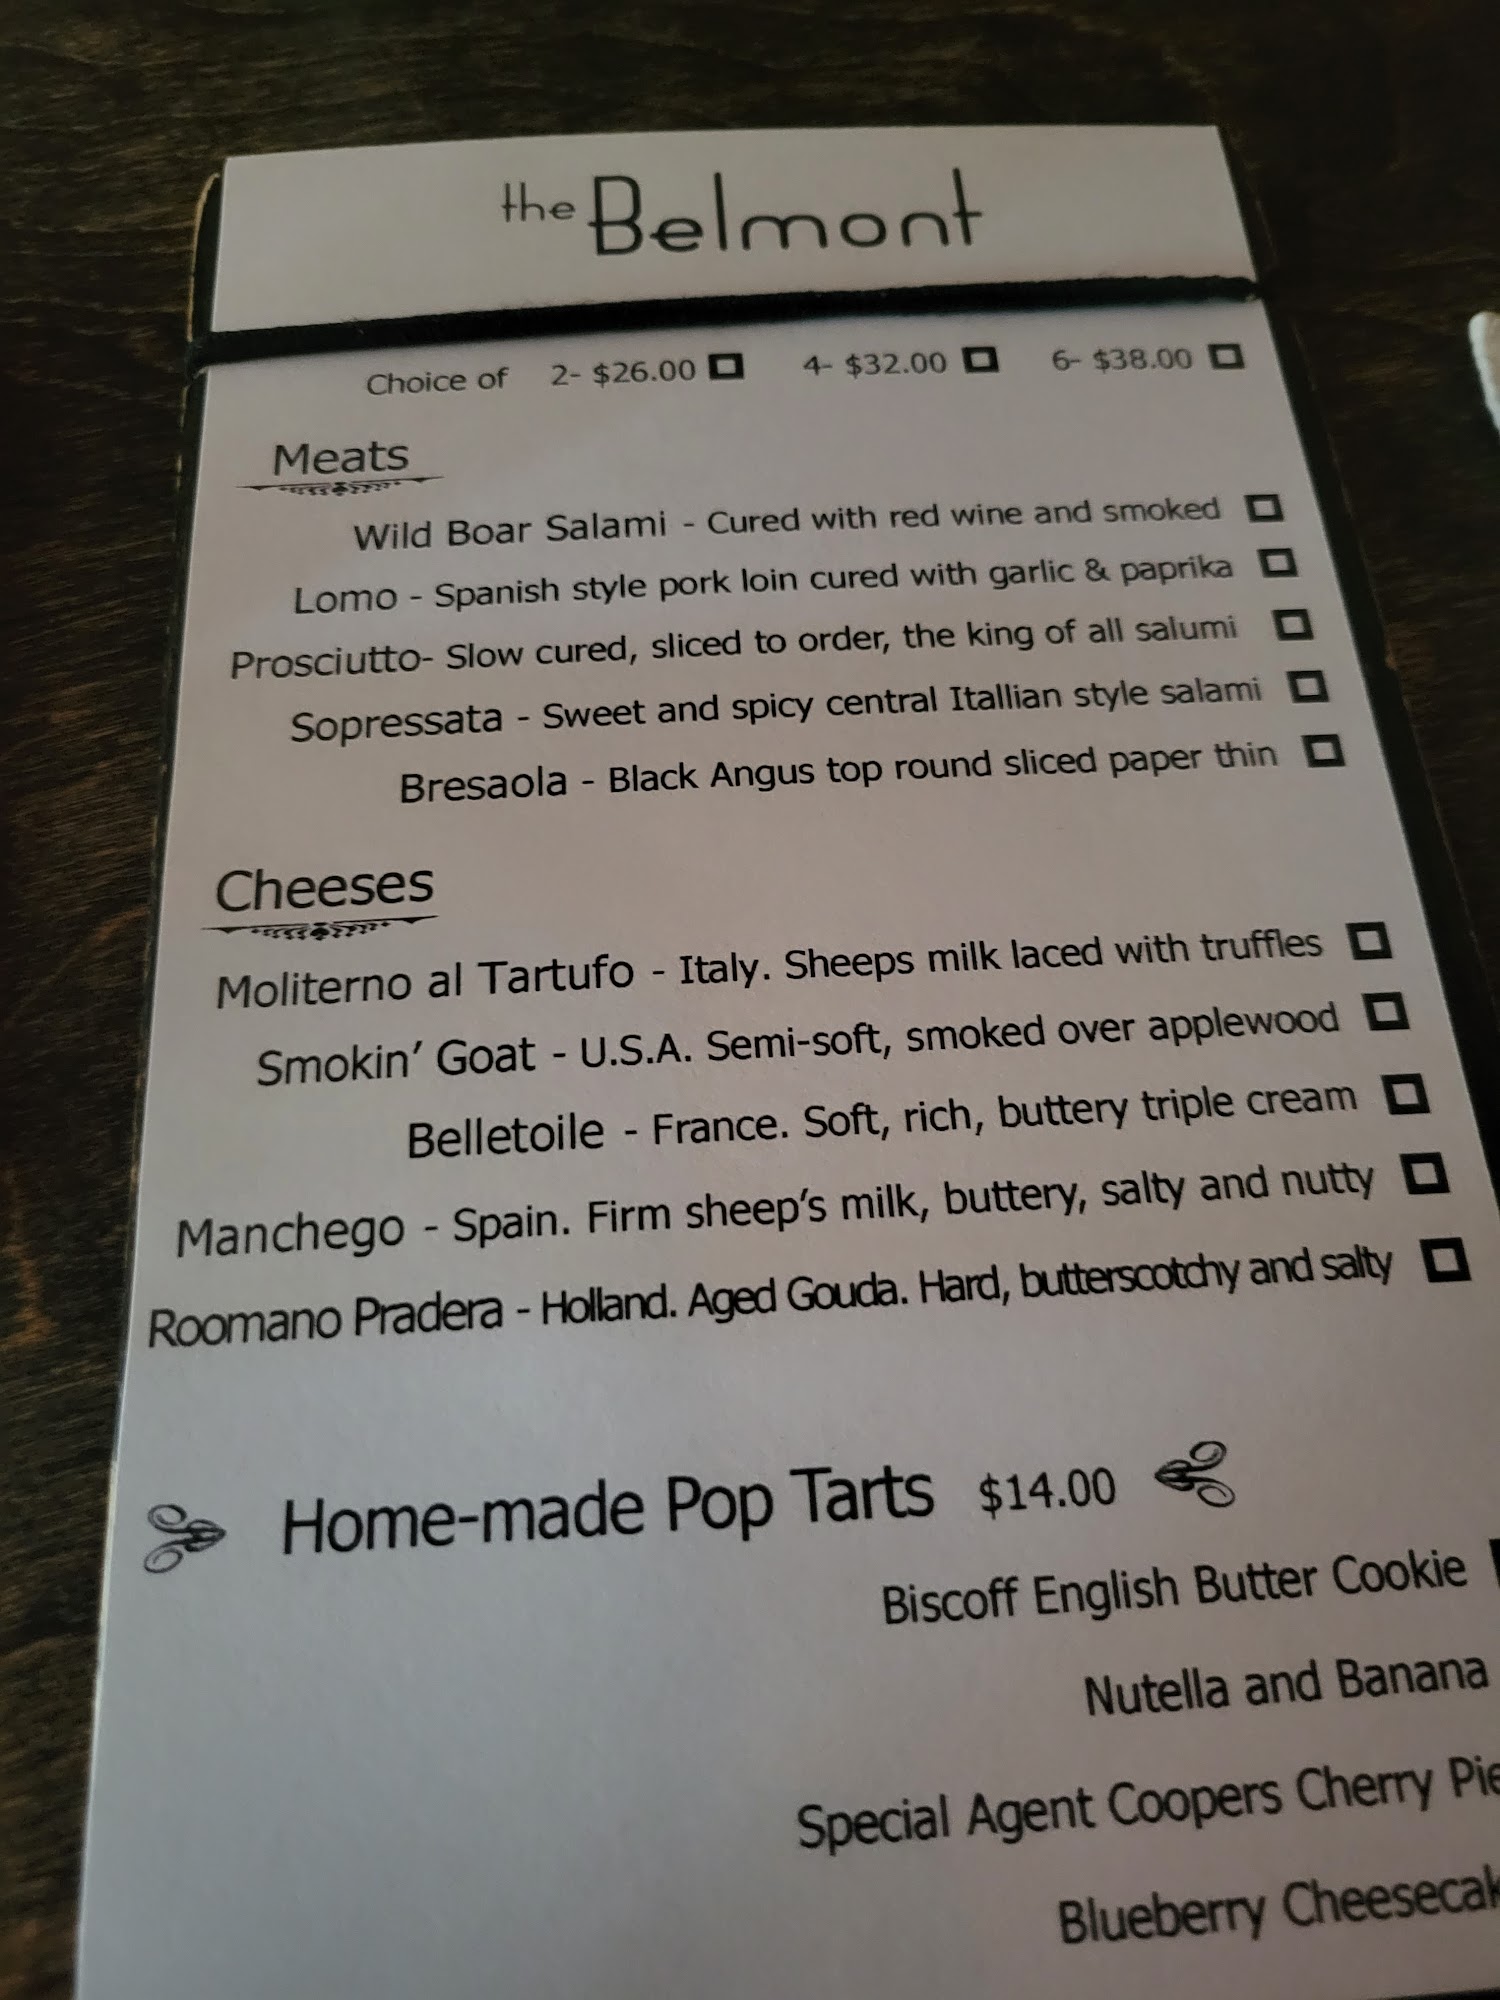 the Belmont
Choice of 2- $26.00 4- $32.00 6- $38.00
Meats
Wild Boar Salami - Cured with red wine and smoked
Lomo - Spanish style pork loin cured with garlic & paprika
Prosciutto- Slow cured, sliced to order, the king of all salumi
Sopressata - Sweet and spicy central Itallian style salami
Bresaola - Black Angus top round sliced paper thin
Cheeses
Moliterno al Tartufo - Italy. Sheeps milk laced with truffles
Smokin’ Goat - U.S.A. Semi-soft, smoked over applewood
Belletoile - France. Soft, rich, buttery triple cream
Manchego - Spain. Firm sheep’s milk, buttery, salty and nutty
Roomano Pradera - Holland. Aged Gouda. Hard, butterscotchy and salty
Home-made Pop Tarts $14.00
Biscoff English Butter Cookie
Nutella and Banana
Special Agent Coopers Cherry Pie
Blueberry Cheesecak